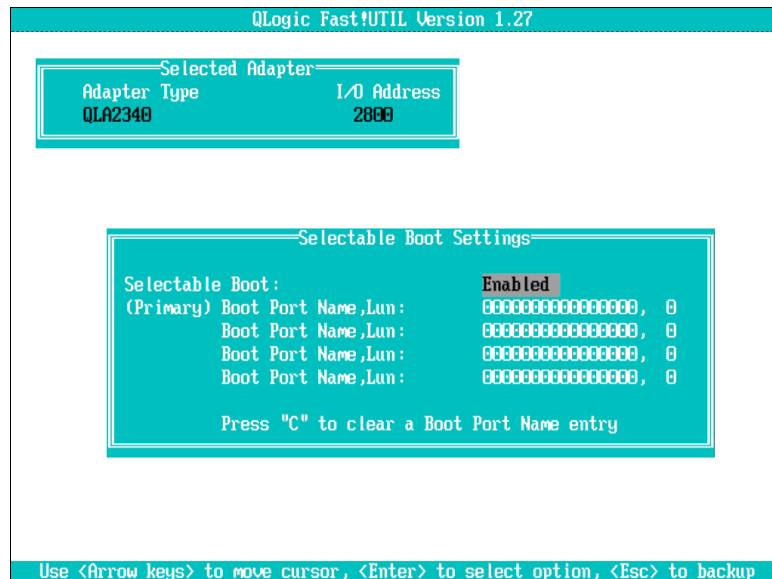 QLogic Fast!UTIL Version 1.27
Selected Adapter
Adapter Type I/O Address
QLA2340 2800
Selectable Boot Settings
Selectable Boot: Enabled
(Primary) Boot Port Name,Lun: 0000000000000000, 0
Boot Port Name,Lun: 0000000000000000, 0
Boot Port Name,Lun: 0000000000000000, 0
Boot Port Name,Lun: 0000000000000000, 0
Press "C" to clear a Boot Port Name entry
Use <Arrow keys> to move cursor, <Enter> to select option, <Esc> to backup